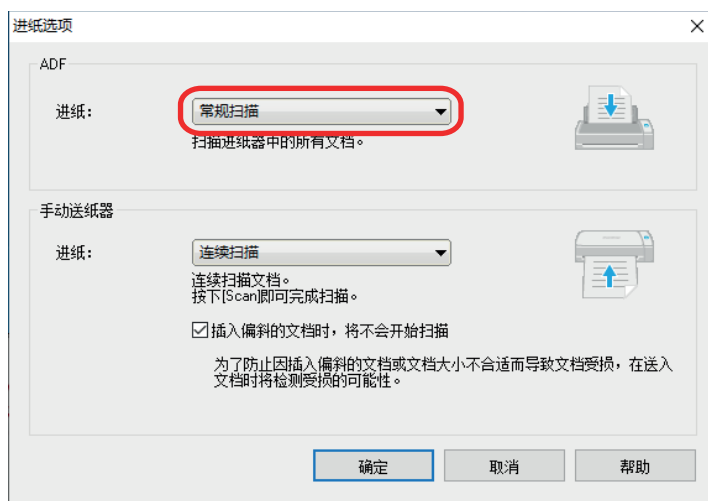 进纸选项
ADF
进纸：
常规扫描
扫描进纸器中的所有文档。
手动送纸器
进纸：
连续扫描
连续扫描文档。
按下[Scan]即可完成扫描。
插入偏斜的文档时，将不会开始扫描
为了防止因插入偏斜的文档或文档大小不合适而导致文档受损，在送入
文档时将检测受损的可能性。
确定
取消
帮助